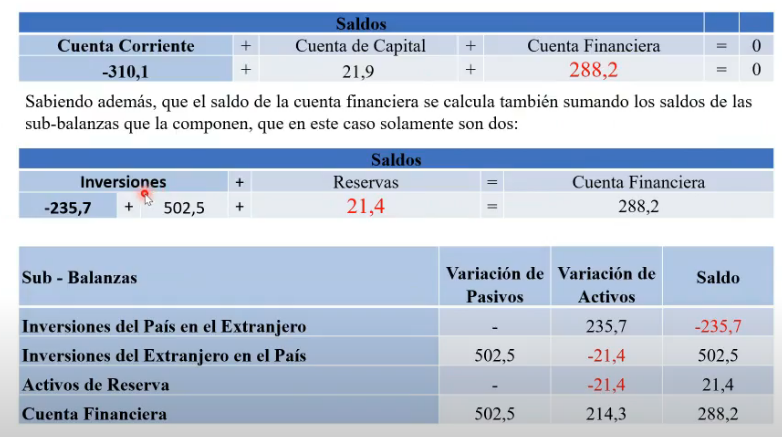 Saldos
Cuenta Corriente + Cuenta de Capital + Cuenta Financiera = 0
-310,1 + 21,9 + 288,2 = 0
Sabiendo además, que el saldo de la cuenta financiera se calcula también sumando los saldos de las
sub-balanzas que la componen, que en este caso solamente son dos:
Saldos
Inversiones + Reservas = Cuenta Financiera
-235,7 + 502,5 + 21,4 = 288,2
Sub - Balanzas Variación de Pasivos Variación de Activos Saldo
Inversiones del País en el Extranjero - 235,7 -235,7
Inversiones del Extranjero en el País 502,5 -21,4 502,5
Activos de Reserva - -21,4 21,4
Cuenta Financiera 502,5 214,3 288,2